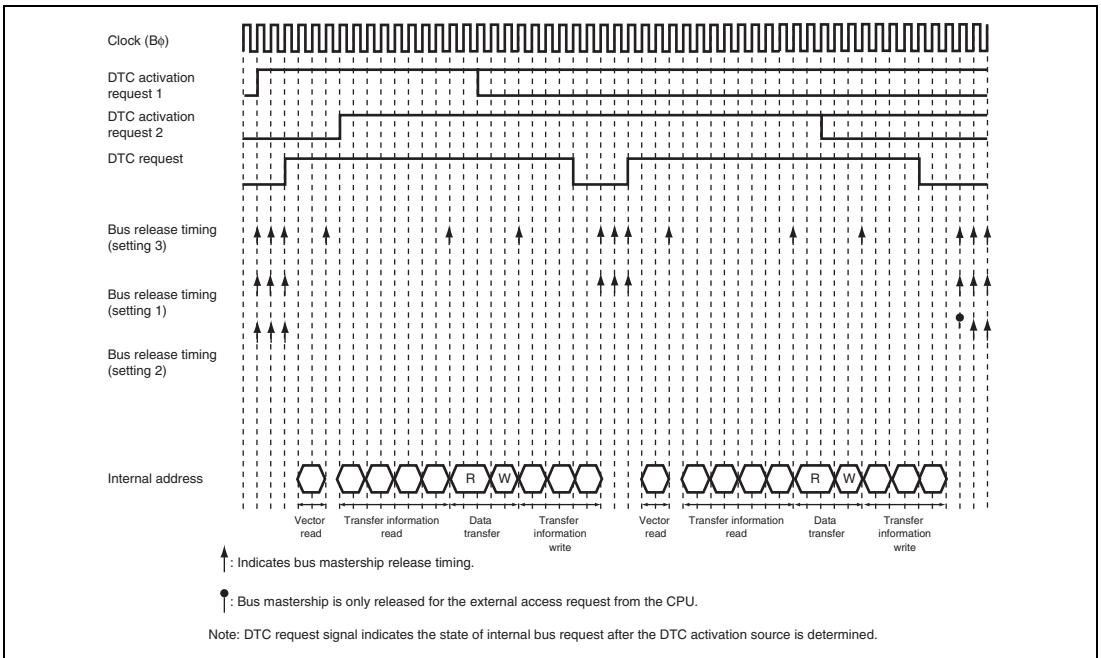 Clock (Bϕ)
DTC activation
request 1
DTC activation
request 2
DTC request
Bus release timing
(setting 3)
Bus release timing
(setting 1)
Bus release timing
(setting 2)
Internal address
R W R W
Vector
read
Transfer information
read
Data
transfer
Transfer
information
write
Vector
read
Transfer information
read
Data
transfer
Transfer
information
write
: Indicates bus mastership release timing.
: Bus mastership is only released for the external access request from the CPU.
Note: DTC request signal indicates the state of internal bus request after the DTC activation source is determined.